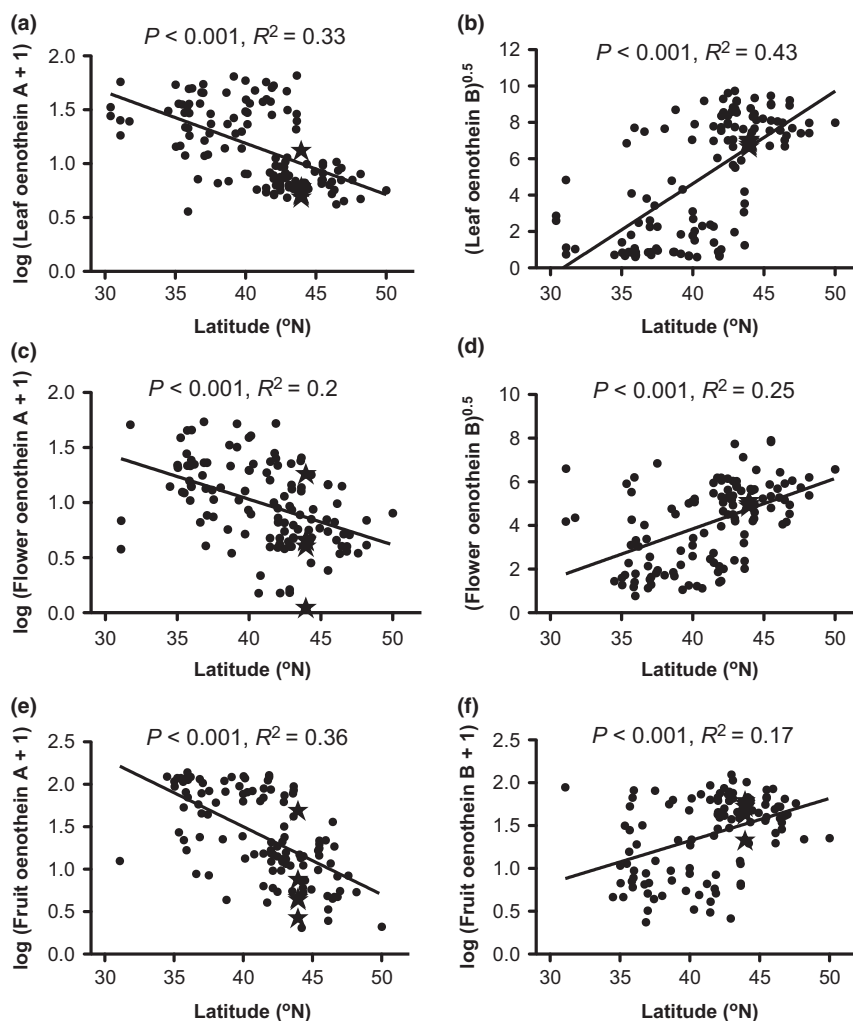 (a)
P < 0.001, R² = 0.33
log (Leaf oenothein A + 1)
2.0
1.5
1.0
0.5
0.0
30 35 40 45 50
Latitude (°N)
(b)
P < 0.001, R² = 0.43
(Leaf oenothein B)⁰·⁵
12
10
8
6
4
2
0
30 35 40 45 50
Latitude (°N)
(c)
P < 0.001, R² = 0.2
log (Flower oenothein A + 1)
2.0
1.5
1.0
0.5
0.0
30 35 40 45 50
Latitude (°N)
(d)
P < 0.001, R² = 0.25
(Flower oenothein B)⁰·⁵
10
8
6
4
2
0
30 35 40 45 50
Latitude (°N)
(e)
P < 0.001, R² = 0.36
log (Fruit oenothein A + 1)
2.5
2.0
1.5
1.0
0.5
0.0
30 35 40 45 50
Latitude (°N)
(f)
P < 0.001, R² = 0.17
log (Fruit oenothein B + 1)
2.5
2.0
1.5
1.0
0.5
0.0
30 35 40 45 50
Latitude (°N)